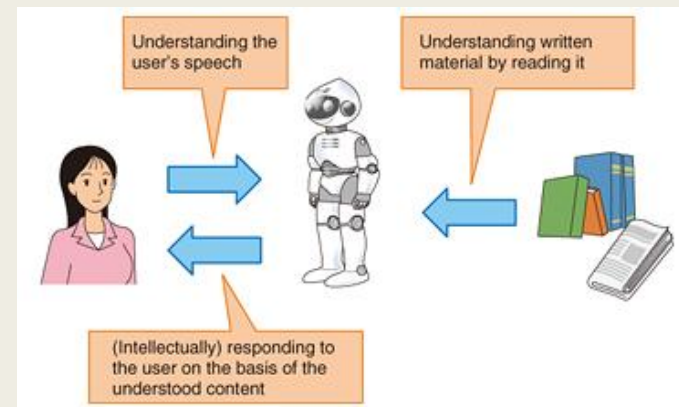 Understanding the
user's speech
Understanding written
material by reading it
(Intellectually) responding to
the user on the basis of the
understood content